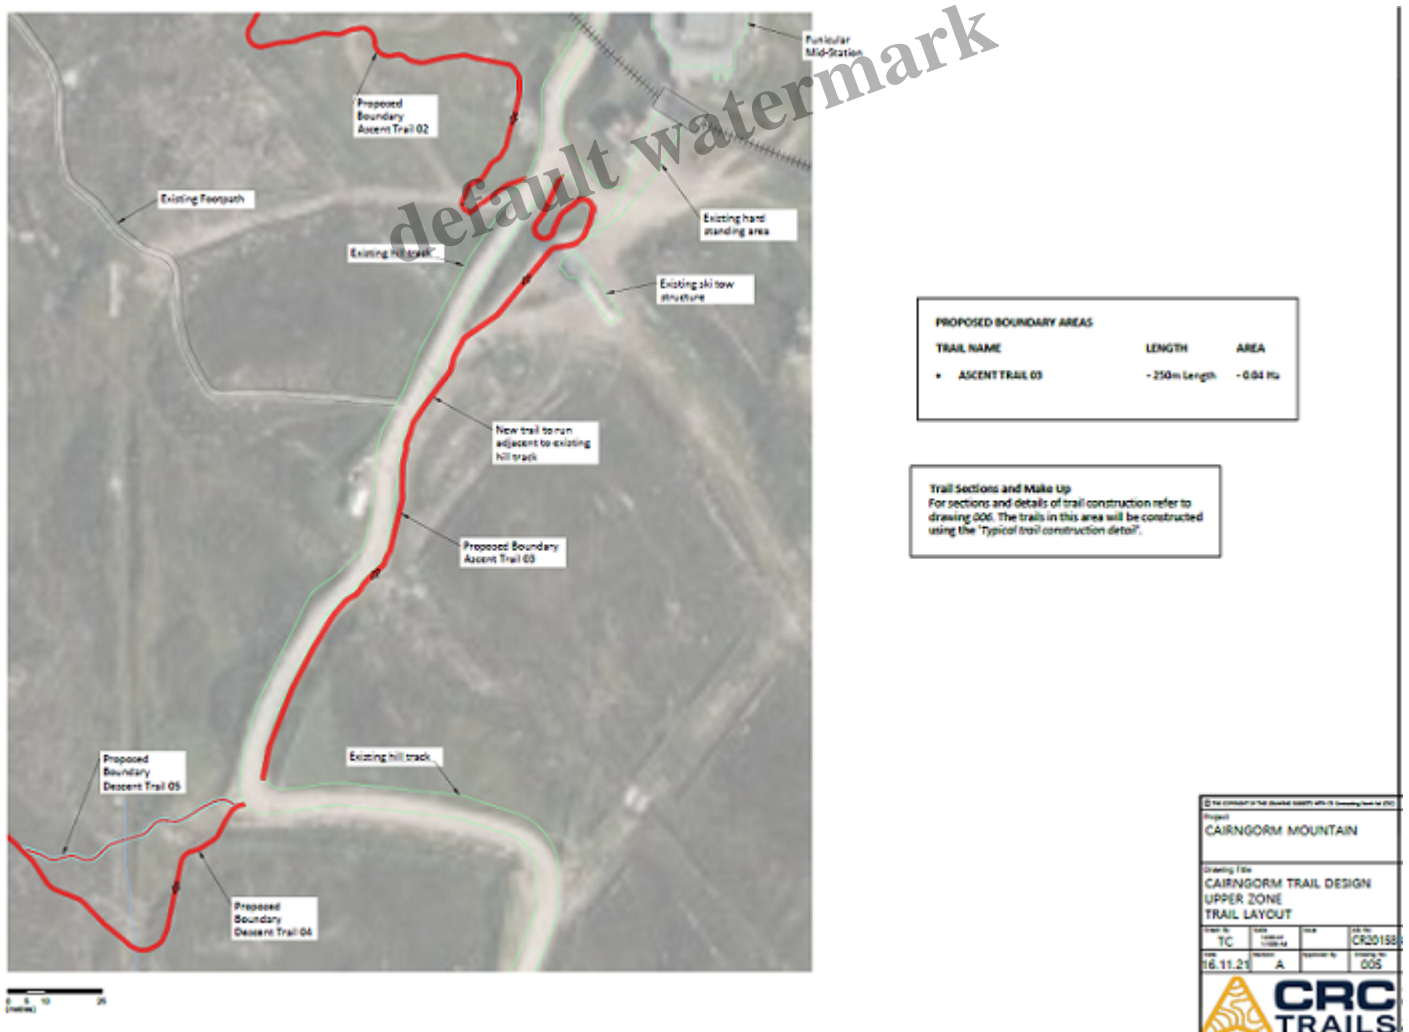 Funicular
Mid-Station
default watermark
Proposed
Boundary
Ascent Trail 02
Existing Footpath
Existing hill track
Existing hard
standing area
Existing ski tow
structure
New trail to run
adjacent to existing
hill track
Proposed Boundary
Ascent Trail 03
Existing hill track
Proposed
Boundary
Descent Trail 05
Proposed
Boundary
Descent Trail 04
0 5 10 25
(metres)
PROPOSED BOUNDARY AREAS
TRAIL NAME LENGTH AREA
• ASCENT TRAIL 03 - 250m Length - 0.04 Ha
Trail Sections and Make Up
For sections and details of trail construction refer to
drawing 006. The trails in this area will be constructed
using the 'Typical trail construction detail'.
Project
CAIRNGORM MOUNTAIN
Drawing Title
CAIRNGORM TRAIL DESIGN
UPPER ZONE
TRAIL LAYOUT
TC CR20158
16.11.21 A 005
CRC
TRAILS